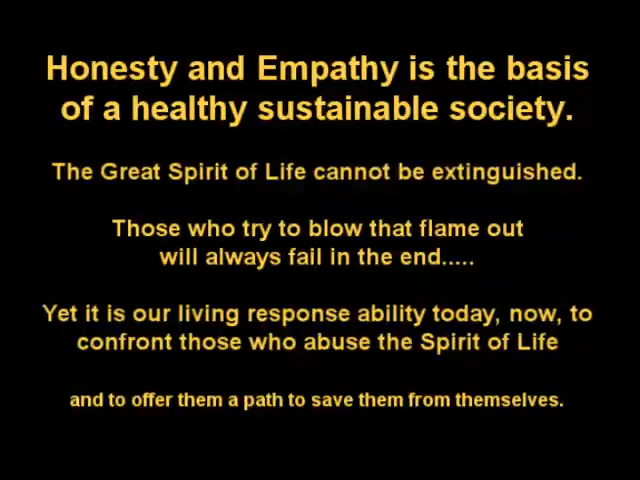 Honesty and Empathy is the basis
of a healthy sustainable society.
The Great Spirit of Life cannot be extinguished.
Those who try to blow that flame out
will always fail in the end.....
Yet it is our living response ability today, now, to
confront those who abuse the Spirit of Life
and to offer them a path to save them from themselves.